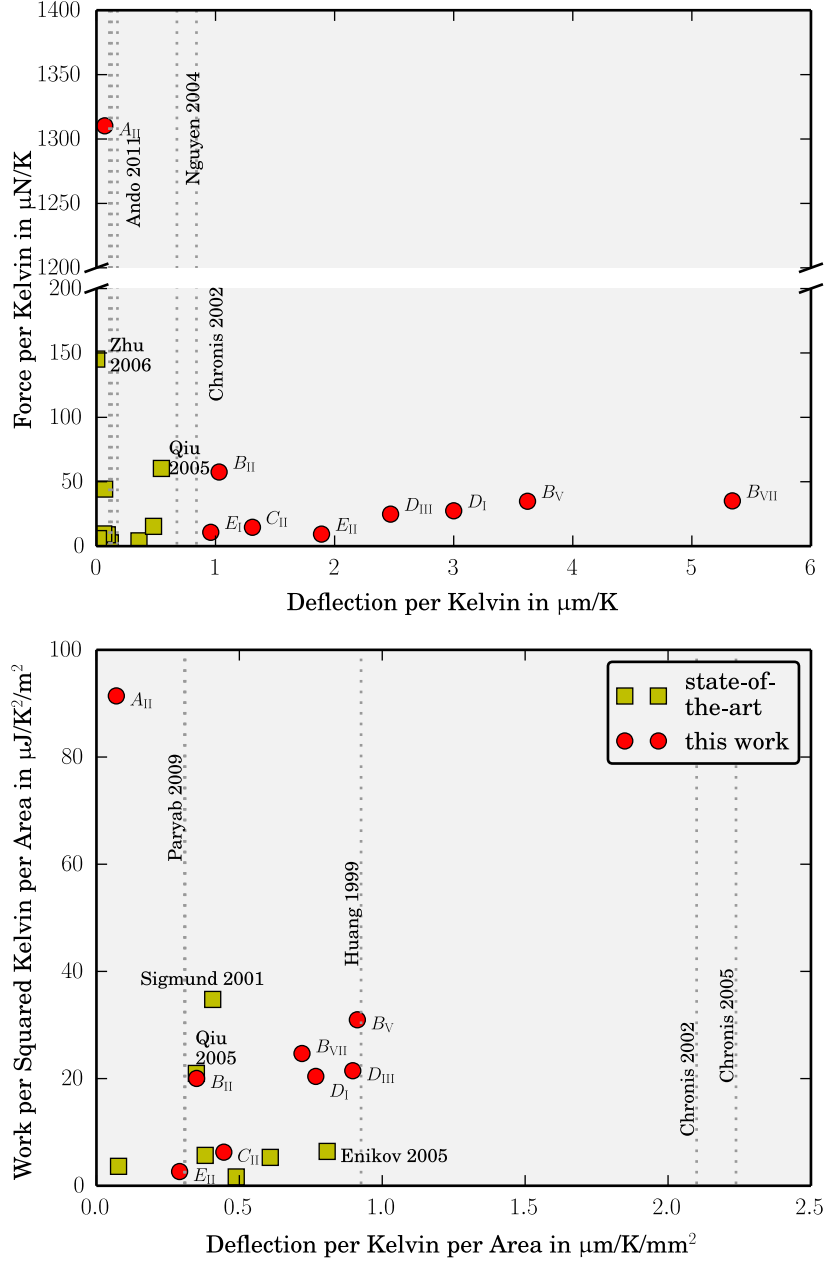 1400
1350
1300
1250
1200
200
150
100
50
0
Force per Kelvin in μN/K
A_II
Ando 2011
Nguyen 2004
Chronis 2002
Zhu
2006
Qiu
2005
B_II
E_I
C_II
E_II
D_III
D_I
B_V
B_VII
0 1 2 3 4 5 6
Deflection per Kelvin in μm/K
100
80
60
40
20
0
Work per Squared Kelvin per Area in μJ/K²/m²
state-of-
the-art
this work
A_II
Paryab 2009
Huang 1999
Sigmund 2001
Qiu
2005
B_II
B_V
B_VII
D_III
D_I
C_II
E_II
Enikov 2005
Chronis 2002
Chronis 2005
0.0 0.5 1.0 1.5 2.0 2.5
Deflection per Kelvin per Area in μm/K/mm²